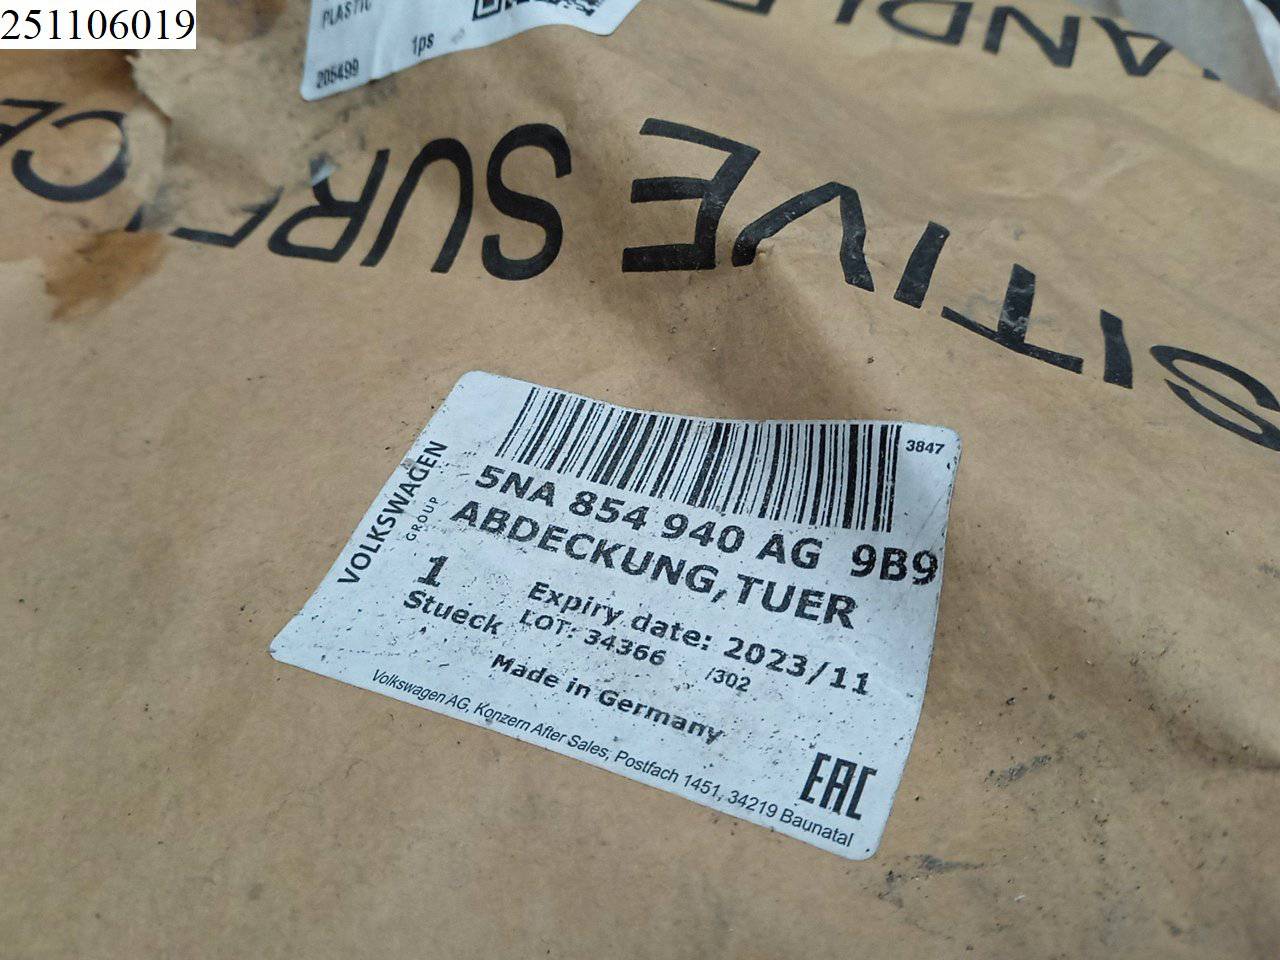 251106019
PLASTIC
1ps
205499
SITIVE SURF
3847
5NA 854 940 AG 9B9
ABDECKUNG,TUER
1
Stueck
Expiry date: 2023/11
LOT: 34366 /302
Made in Germany
Volkswagen AG, Konzern After Sales, Postfach 1451, 34219 Baunatal
VOLKSWAGEN
GROUP
EAC